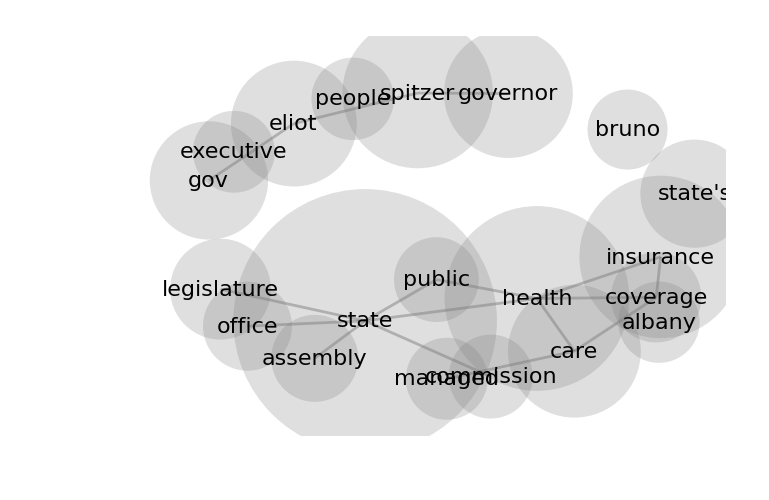 spitzer governor
people
eliot
bruno
executive
gov
state's
insurance
public
legislature
health
coverage
state
albany
office
care
assembly
managed
commission